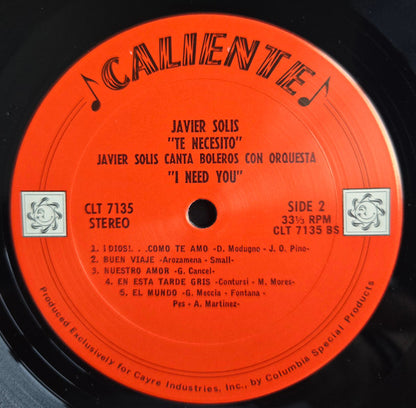 CALIENTE
JAVIER SOLIS
"TE NECESITO"
JAVIER SOLIS CANTA BOLEROS CON ORQUESTA
"I NEED YOU"
CLT 7135
STEREO
SIDE 2
33⅓ RPM
CLT 7135 BS
1. ¡DIOS!. . .COMO TE AMO -D. Modugno - J. O. Pino-
2. BUEN VIAJE -Arozamena - Small-
3. NUESTRO AMOR -G. Cancel-
4. EN ESTA TARDE GRIS -Contursi - M. Mores-
5. EL MUNDO -G. Meccia - Fontana -
Pes - A. Martinez-
Produced Exclusively for Cayre Industries, Inc., by Columbia Special Products